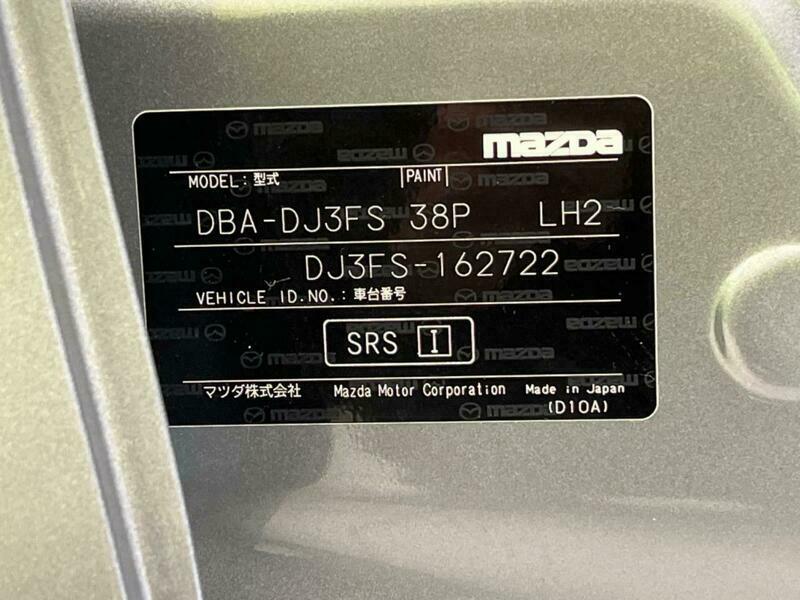 mazda
MODEL:型式 PAINT
DBA-DJ3FS 38P LH2
DJ3FS-162722
VEHICLE ID.NO.:車台番号
SRS I
マツダ株式会社 Mazda Motor Corporation Made in Japan
(D10A)